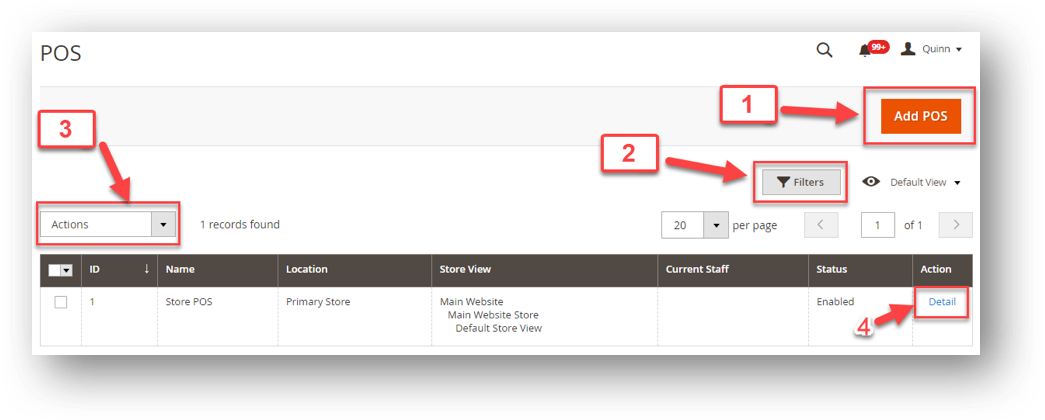 POS
99+
Quinn
1
Add POS
3
2
Filters
Default View
Actions
1 records found
20
per page
1
of 1
ID ↓ Name Location Store View Current Staff Status Action
1 Store POS Primary Store Main Website Enabled Detail
Main Website Store
Default Store View
4